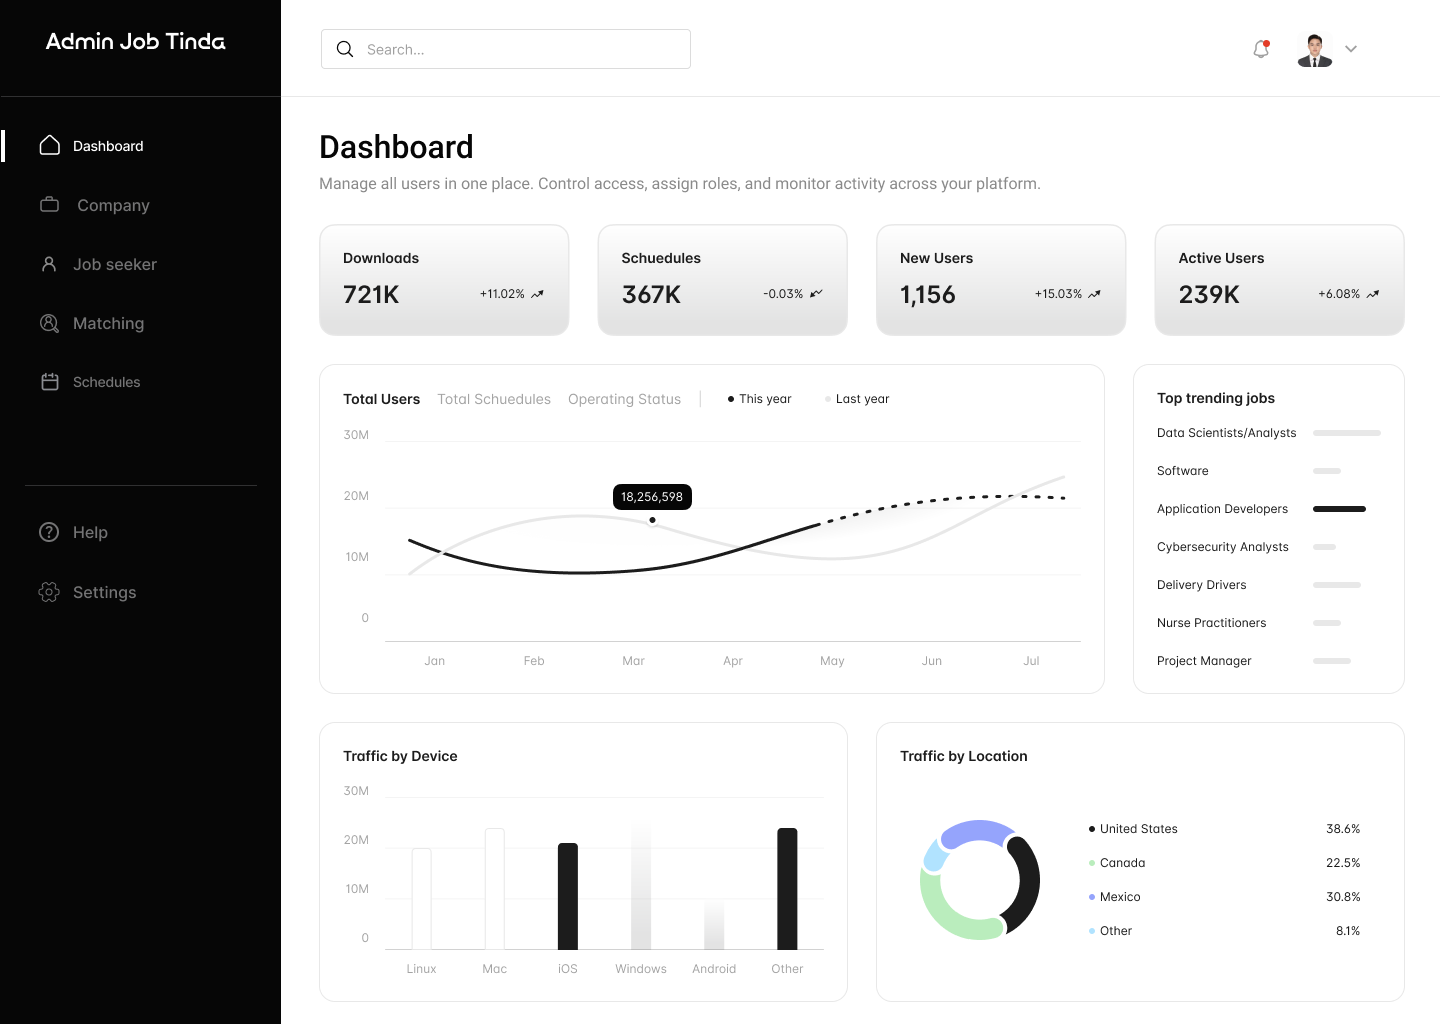 Admin Job Tinda
Search...
Dashboard
Company
Job seeker
Matching
Schedules
Help
Settings
Dashboard
Manage all users in one place. Control access, assign roles, and monitor activity across your platform.
Downloads
721K +11.02%
Schuedules
367K -0.03%
New Users
1,156 +15.03%
Active Users
239K +6.08%
Total Users Total Schuedules Operating Status This year Last year
30M
20M
10M
0
18,256,598
Jan Feb Mar Apr May Jun Jul
Top trending jobs
Data Scientists/Analysts
Software
Application Developers
Cybersecurity Analysts
Delivery Drivers
Nurse Practitioners
Project Manager
Traffic by Device
30M
20M
10M
0
Linux Mac iOS Windows Android Other
Traffic by Location
United States 38.6%
Canada 22.5%
Mexico 30.8%
Other 8.1%